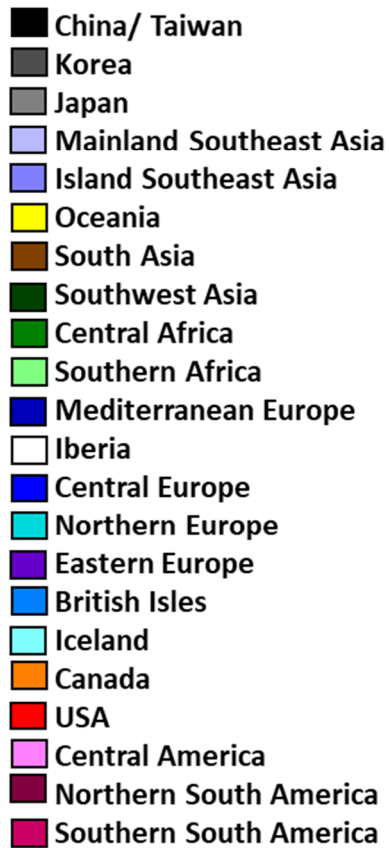 China/ Taiwan
Korea
Japan
Mainland Southeast Asia
Island Southeast Asia
Oceania
South Asia
Southwest Asia
Central Africa
Southern Africa
Mediterranean Europe
Iberia
Central Europe
Northern Europe
Eastern Europe
British Isles
Iceland
Canada
USA
Central America
Northern South America
Southern South America